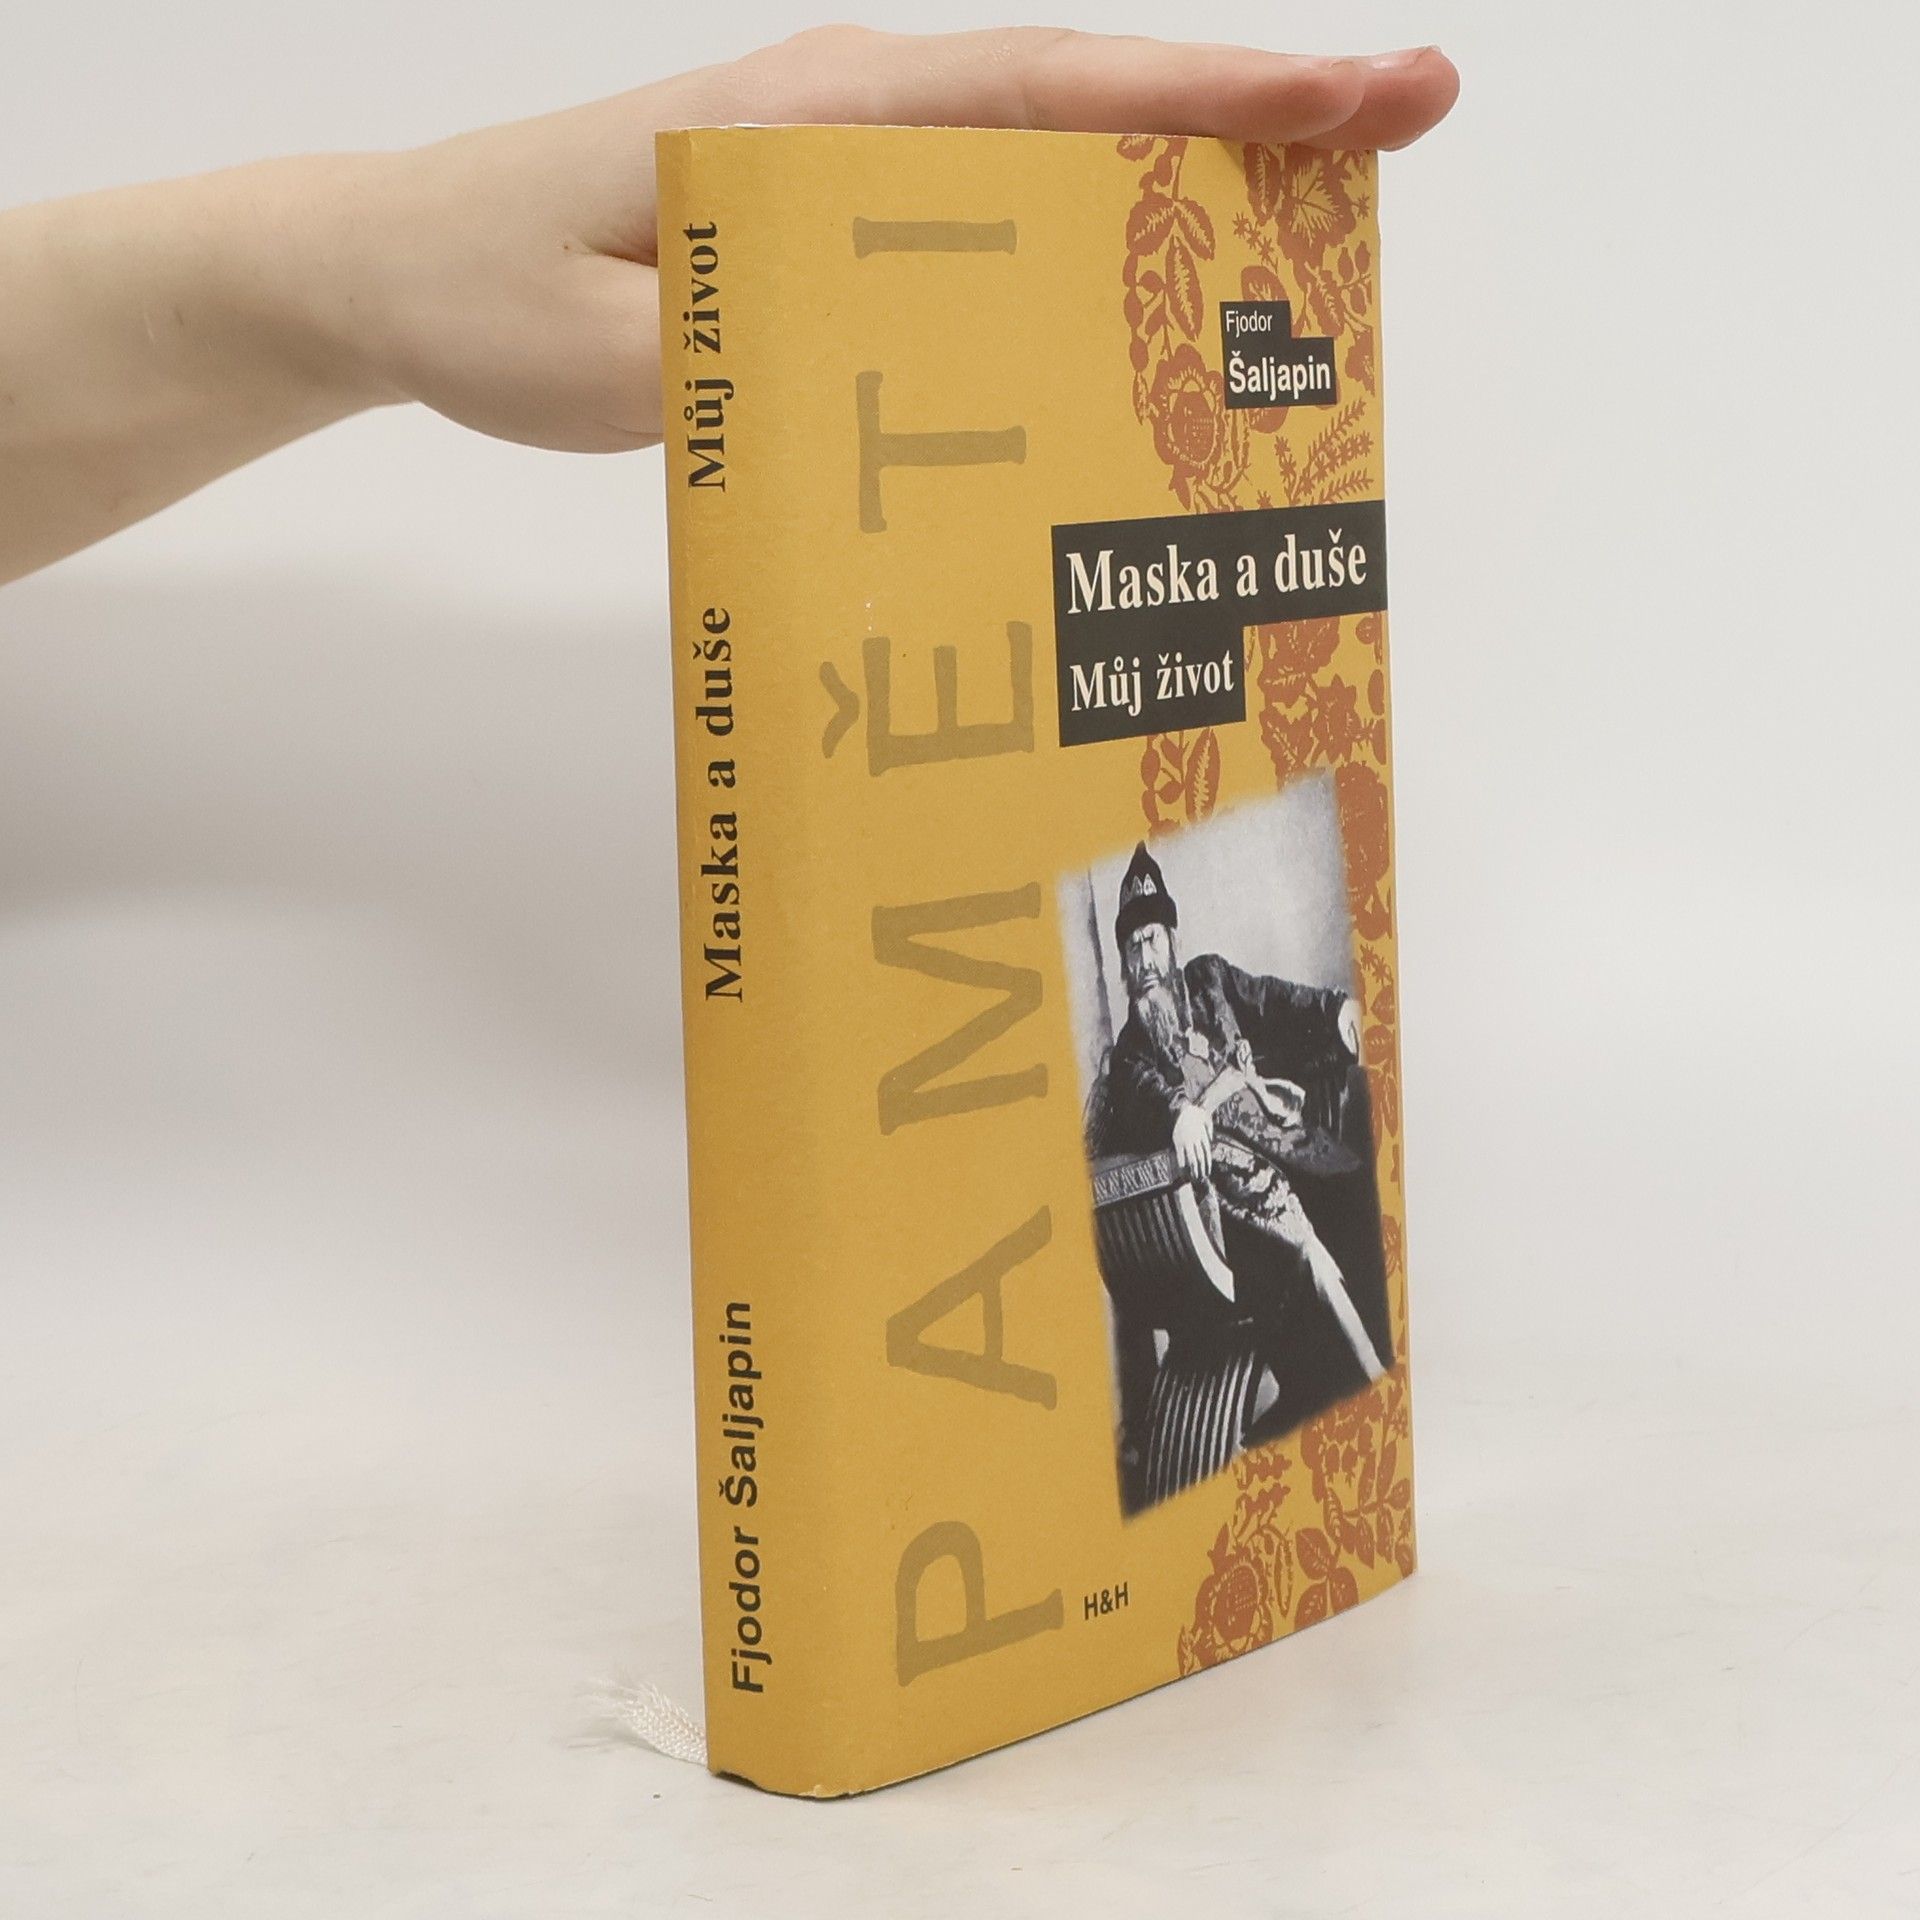 Fjodor Šaljapin Maska a duše Můj život
PAMĚTI
Fjodor
Šaljapin
Maska a duše
Můj život
H&H